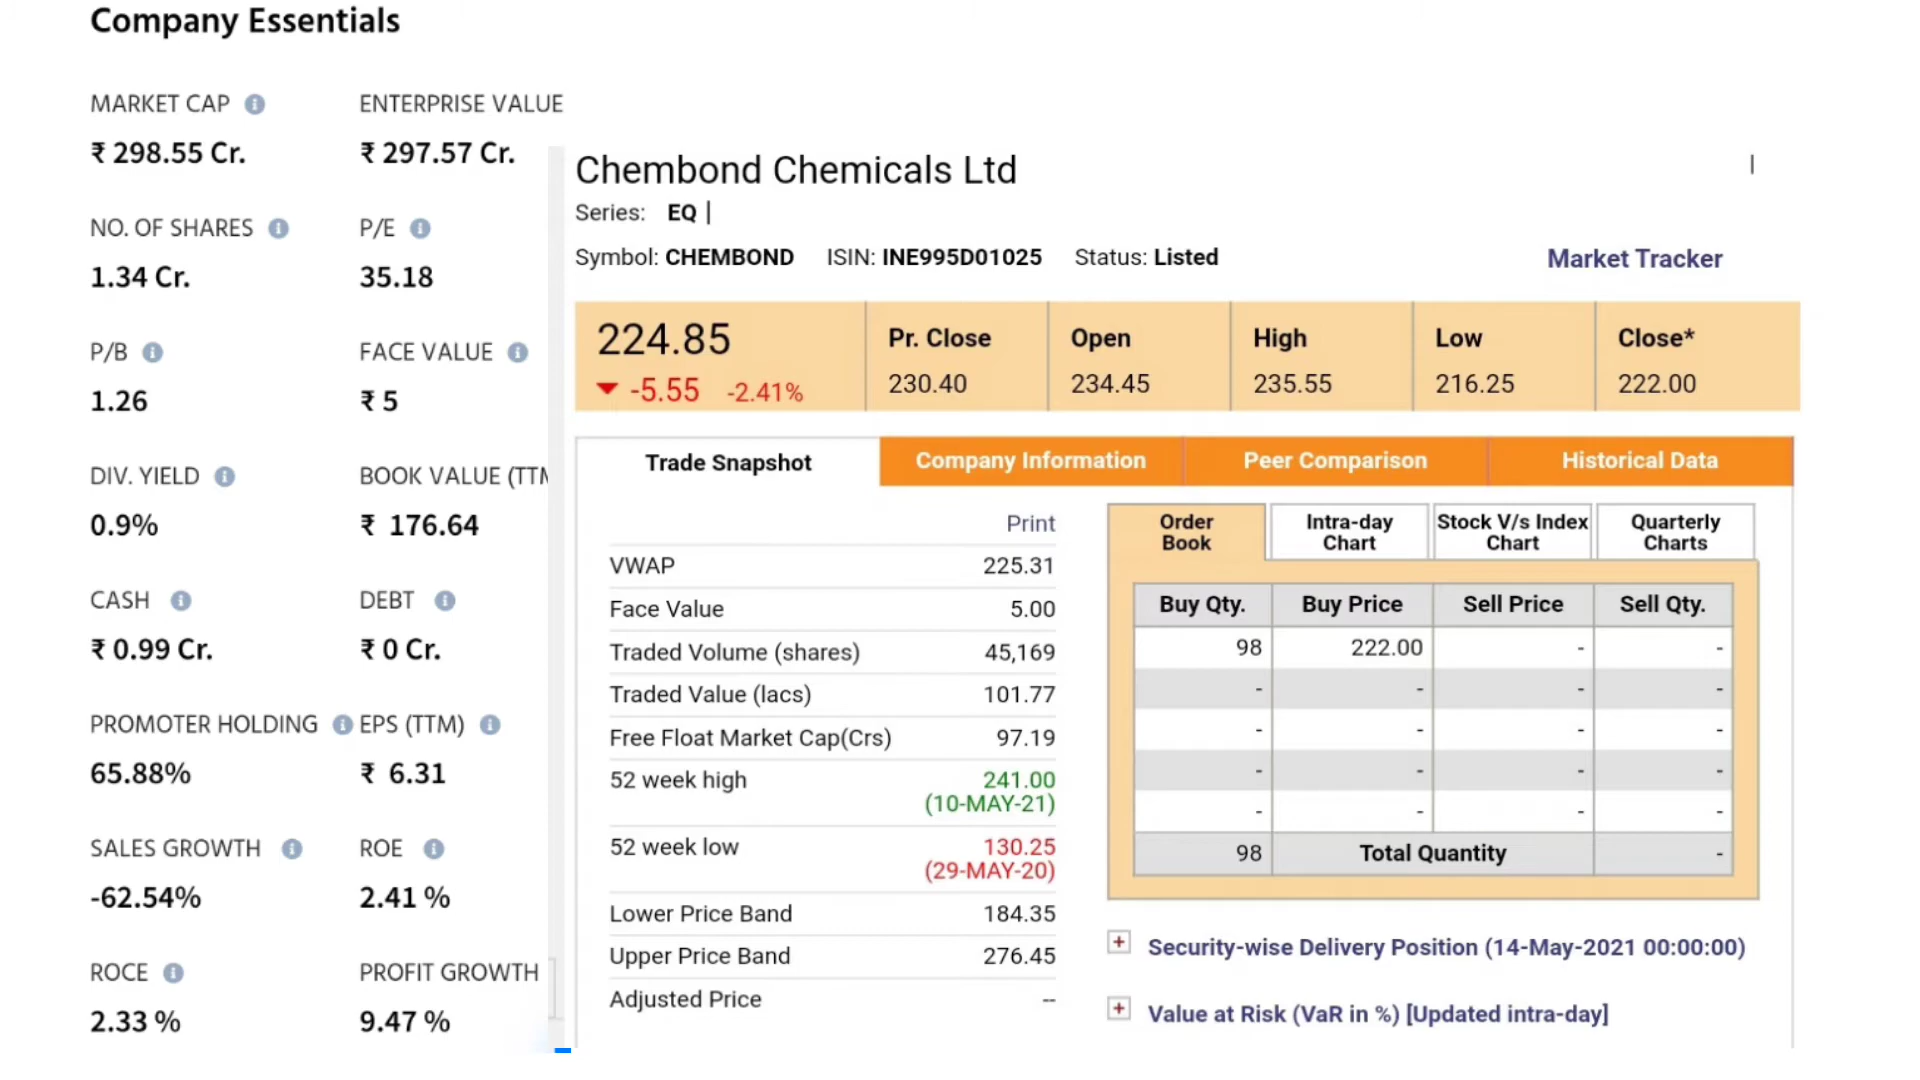 Company Essentials
MARKET CAP ENTERPRISE VALUE
₹ 298.55 Cr. ₹ 297.57 Cr.
NO. OF SHARES P/E
1.34 Cr. 35.18
P/B FACE VALUE
1.26 ₹ 5
DIV. YIELD BOOK VALUE (TTM
0.9% ₹ 176.64
CASH DEBT
₹ 0.99 Cr. ₹ 0 Cr.
PROMOTER HOLDING EPS (TTM)
65.88% ₹ 6.31
SALES GROWTH ROE
-62.54% 2.41 %
ROCE PROFIT GROWTH
2.33 % 9.47 %
Chembond Chemicals Ltd |
Series: EQ |
Symbol: CHEMBOND ISIN: INE995D01025 Status: Listed Market Tracker
224.85 Pr. Close Open High Low Close*
-5.55 -2.41% 230.40 234.45 235.55 216.25 222.00
Trade Snapshot Company Information Peer Comparison Historical Data
Print
VWAP 225.31
Face Value 5.00
Traded Volume (shares) 45,169
Traded Value (lacs) 101.77
Free Float Market Cap(Crs) 97.19
52 week high 241.00
(10-MAY-21)
52 week low 130.25
(29-MAY-20)
Lower Price Band 184.35
Upper Price Band 276.45
Adjusted Price --
Order Intra-day Stock V/s Index Quarterly
Book Chart Chart Charts
Buy Qty. Buy Price Sell Price Sell Qty.
98 222.00 - -
- - - -
- - - -
- - - -
- - - -
98 Total Quantity -
+ Security-wise Delivery Position (14-May-2021 00:00:00)
+ Value at Risk (VaR in %) [Updated intra-day]